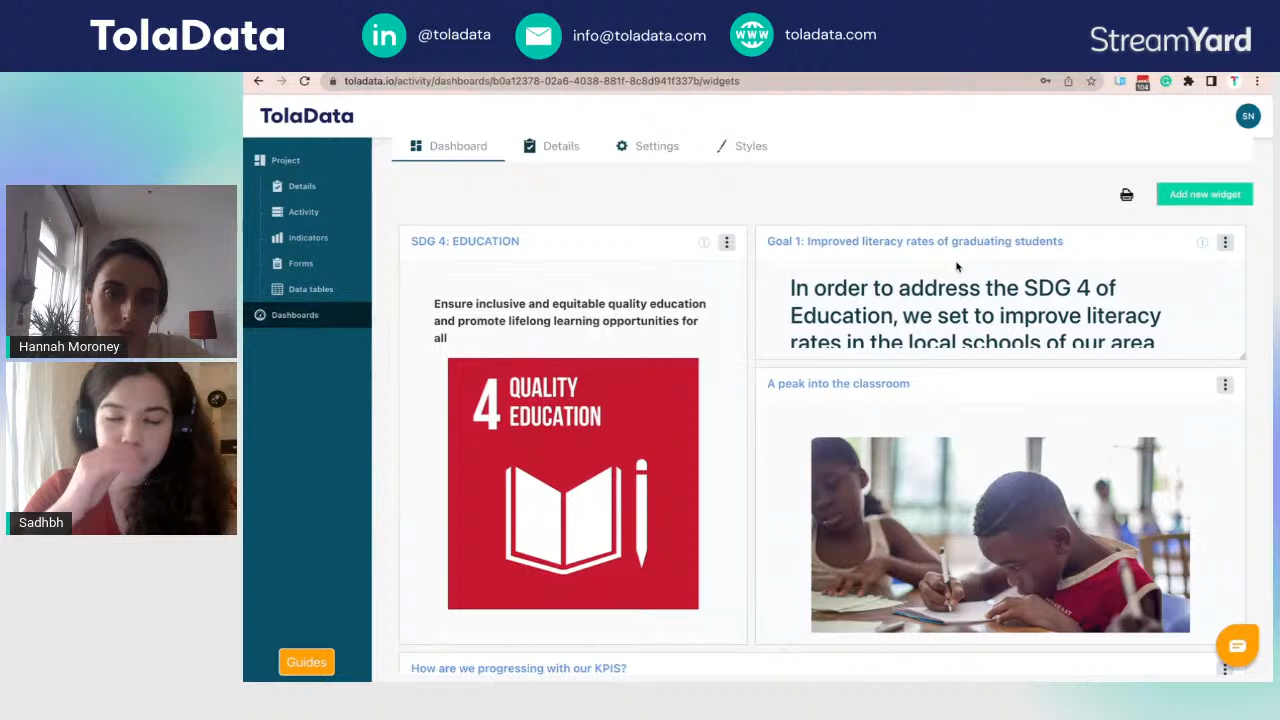 TolaData
in @toladata
info@toladata.com
www toladata.com
StreamYard
toladata.io/activity/dashboards/b0a12378-02a6-4038-881f-8c8d941f337b/widgets
104
T
TolaData
SN
Project
Details
Activity
Indicators
Forms
Data tables
Dashboards
Guides
Dashboard
Details
Settings
Styles
Add new widget
SDG 4: EDUCATION
Ensure inclusive and equitable quality education
and promote lifelong learning opportunities for
all
4 QUALITY
EDUCATION
Goal 1: Improved literacy rates of graduating students
In order to address the SDG 4 of
Education, we set to improve literacy
rates in the local schools of our area
A peak into the classroom
How are we progressing with our KPIS?
Hannah Moroney
Sadhbh